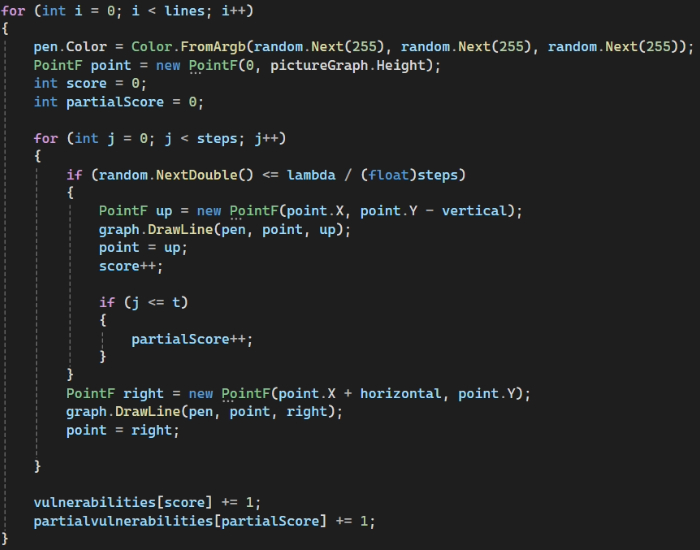 for (int i = 0; i < lines; i++)
{
    pen.Color = Color.FromArgb(random.Next(255), random.Next(255), random.Next(255));
    PointF point = new PointF(0, pictureGraph.Height);
    int score = 0;
    int partialScore = 0;

    for (int j = 0; j < steps; j++)
    {
        if (random.NextDouble() <= lambda / (float)steps)
        {
            PointF up = new PointF(point.X, point.Y - vertical);
            graph.DrawLine(pen, point, up);
            point = up;
            score++;

            if (j <= t)
            {
                partialScore++;
            }
        }
        PointF right = new PointF(point.X + horizontal, point.Y);
        graph.DrawLine(pen, point, right);
        point = right;

    }

    vulnerabilities[score] += 1;
    partialvulnerabilities[partialScore] += 1;
}